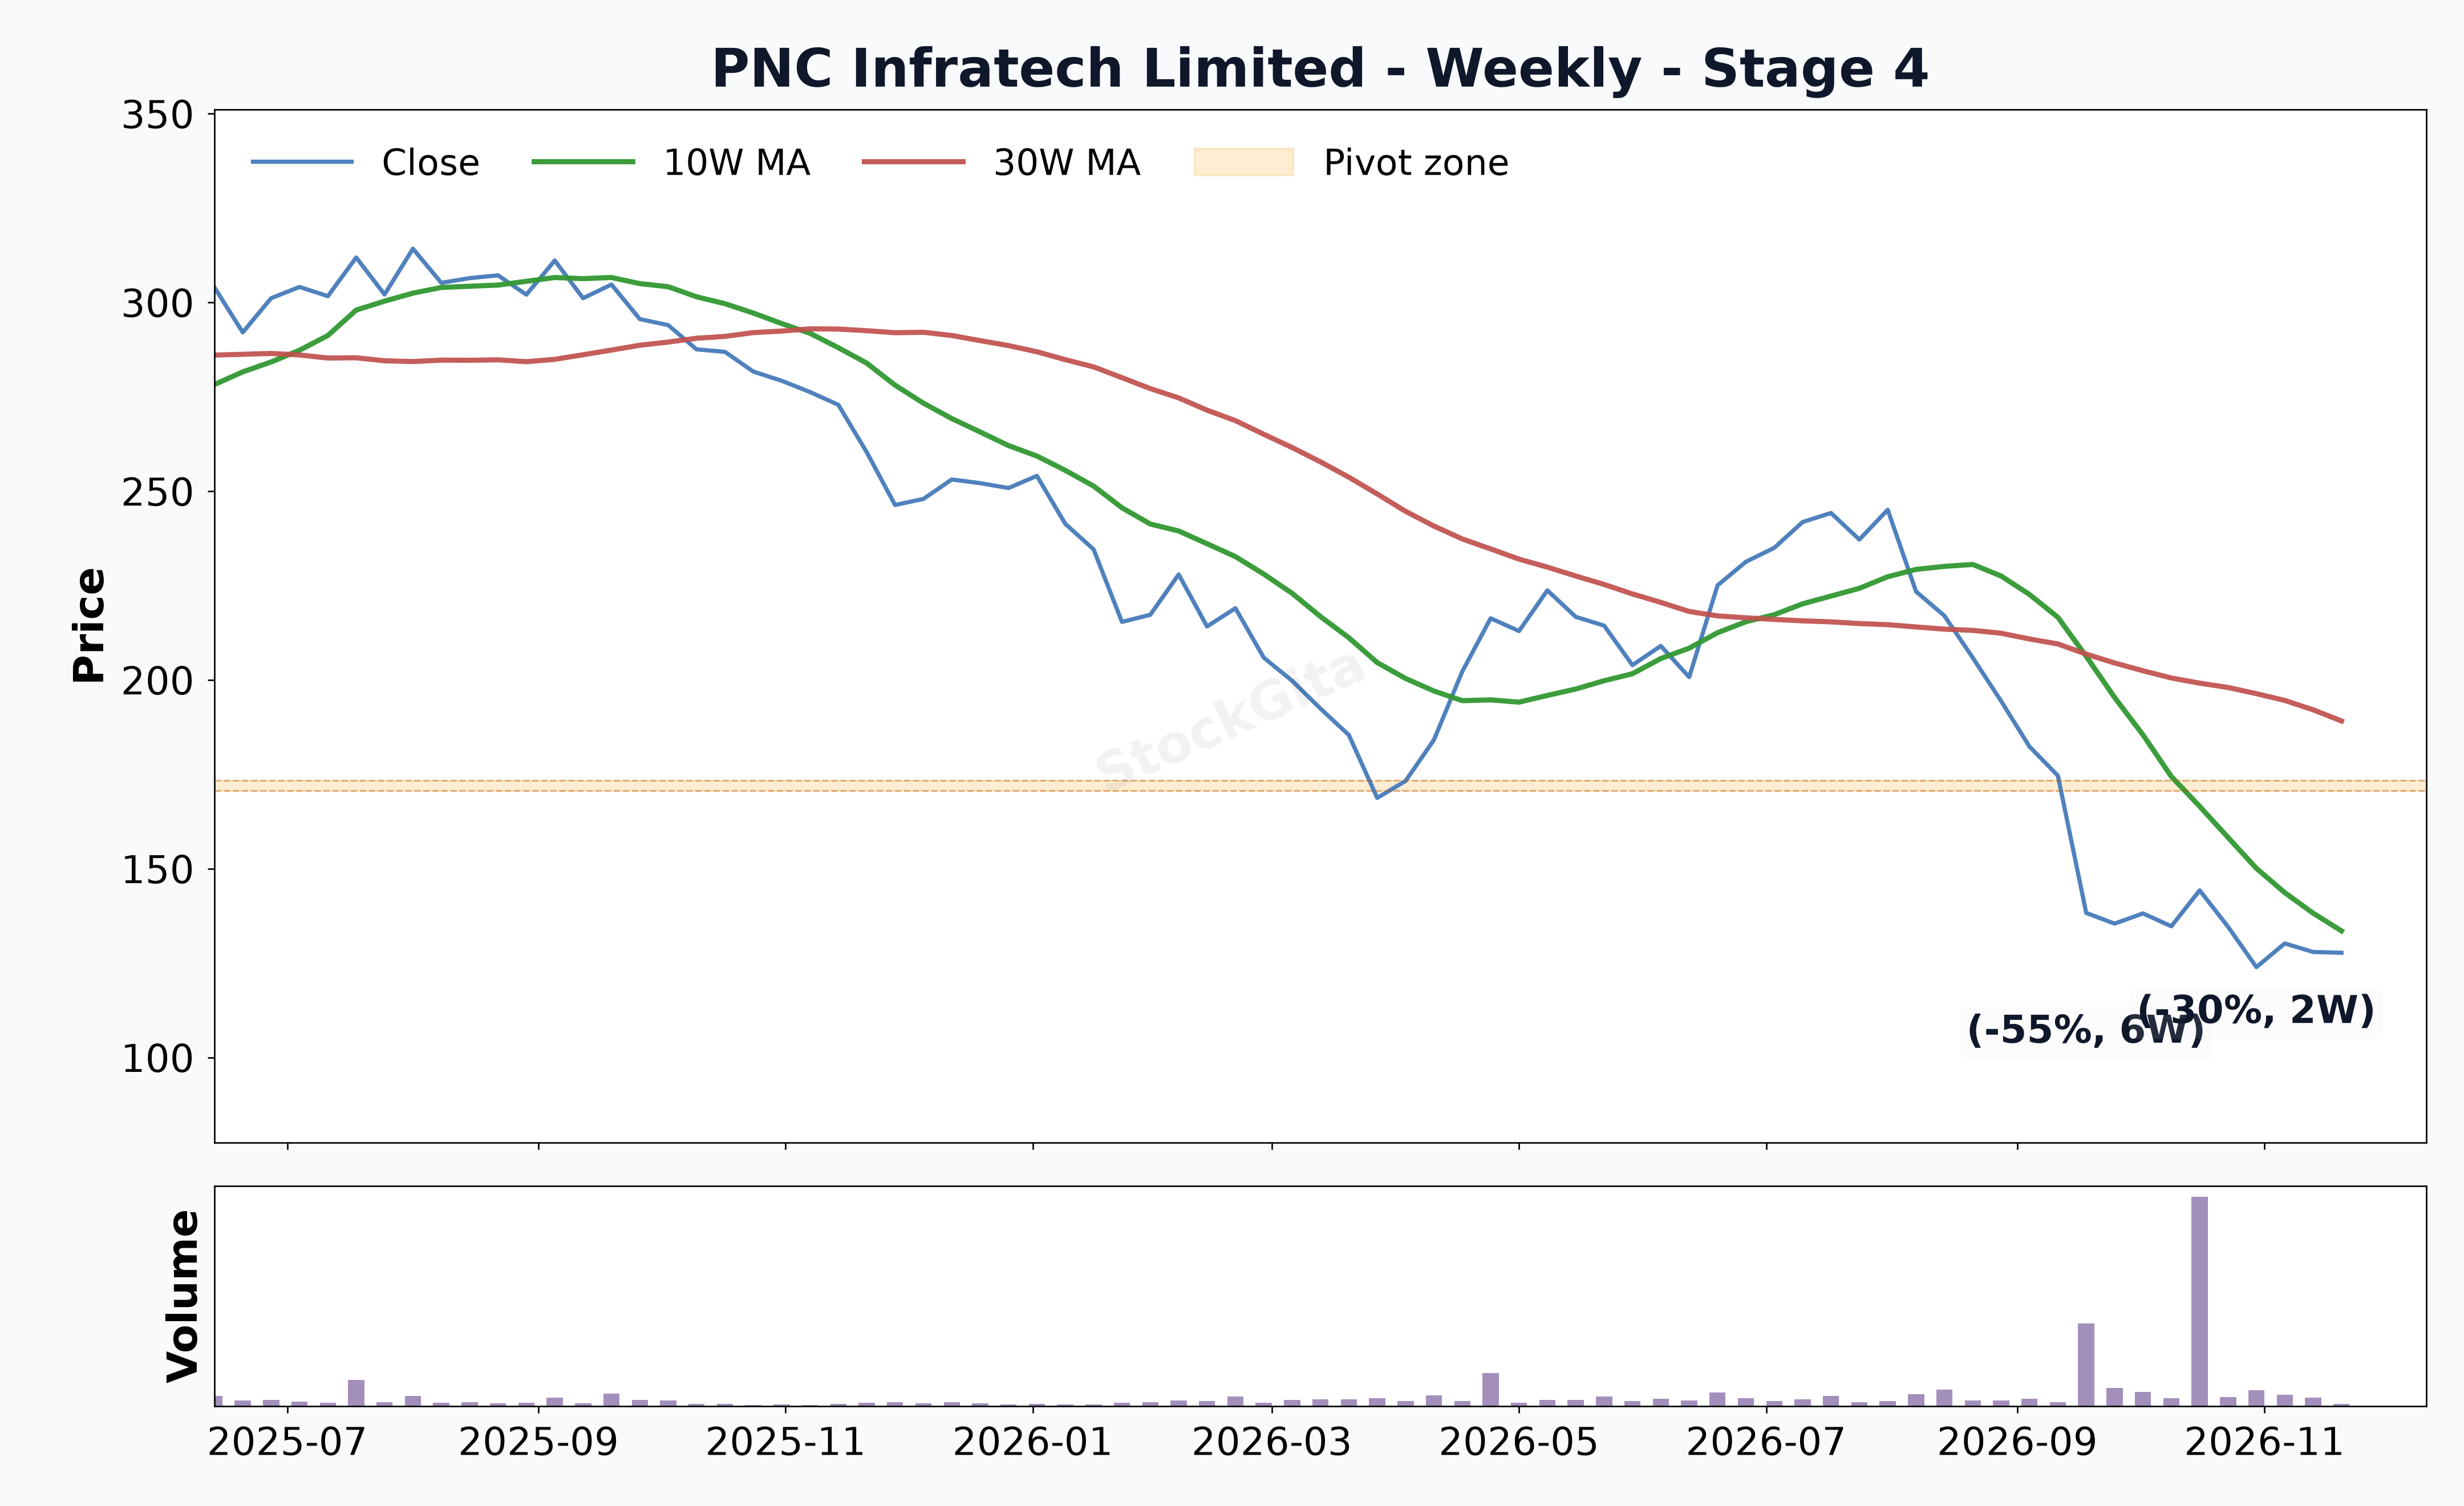 PNC Infratech Limited - Weekly - Stage 4
Close 10W MA 30W MA Pivot zone
Price
350
300
250
200
150
100
StockGita
(-30%, 2W)
(-55%, 6W)
Volume
2025-07 2025-09 2025-11 2026-01 2026-03 2026-05 2026-07 2026-09 2026-11